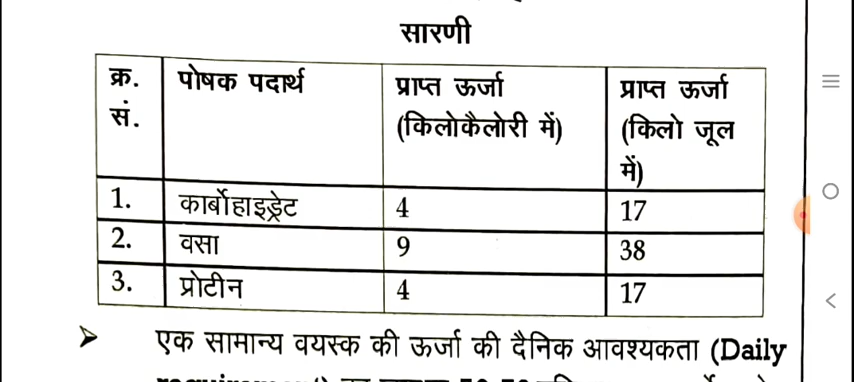 सारणी
क्र. सं. पोषक पदार्थ प्राप्त ऊर्जा (किलोकैलोरी में) प्राप्त ऊर्जा (किलो जूल में)
1. कार्बोहाइड्रेट 4 17
2. वसा 9 38
3. प्रोटीन 4 17
➢ एक सामान्य वयस्क की ऊर्जा की दैनिक आवश्यकता (Daily